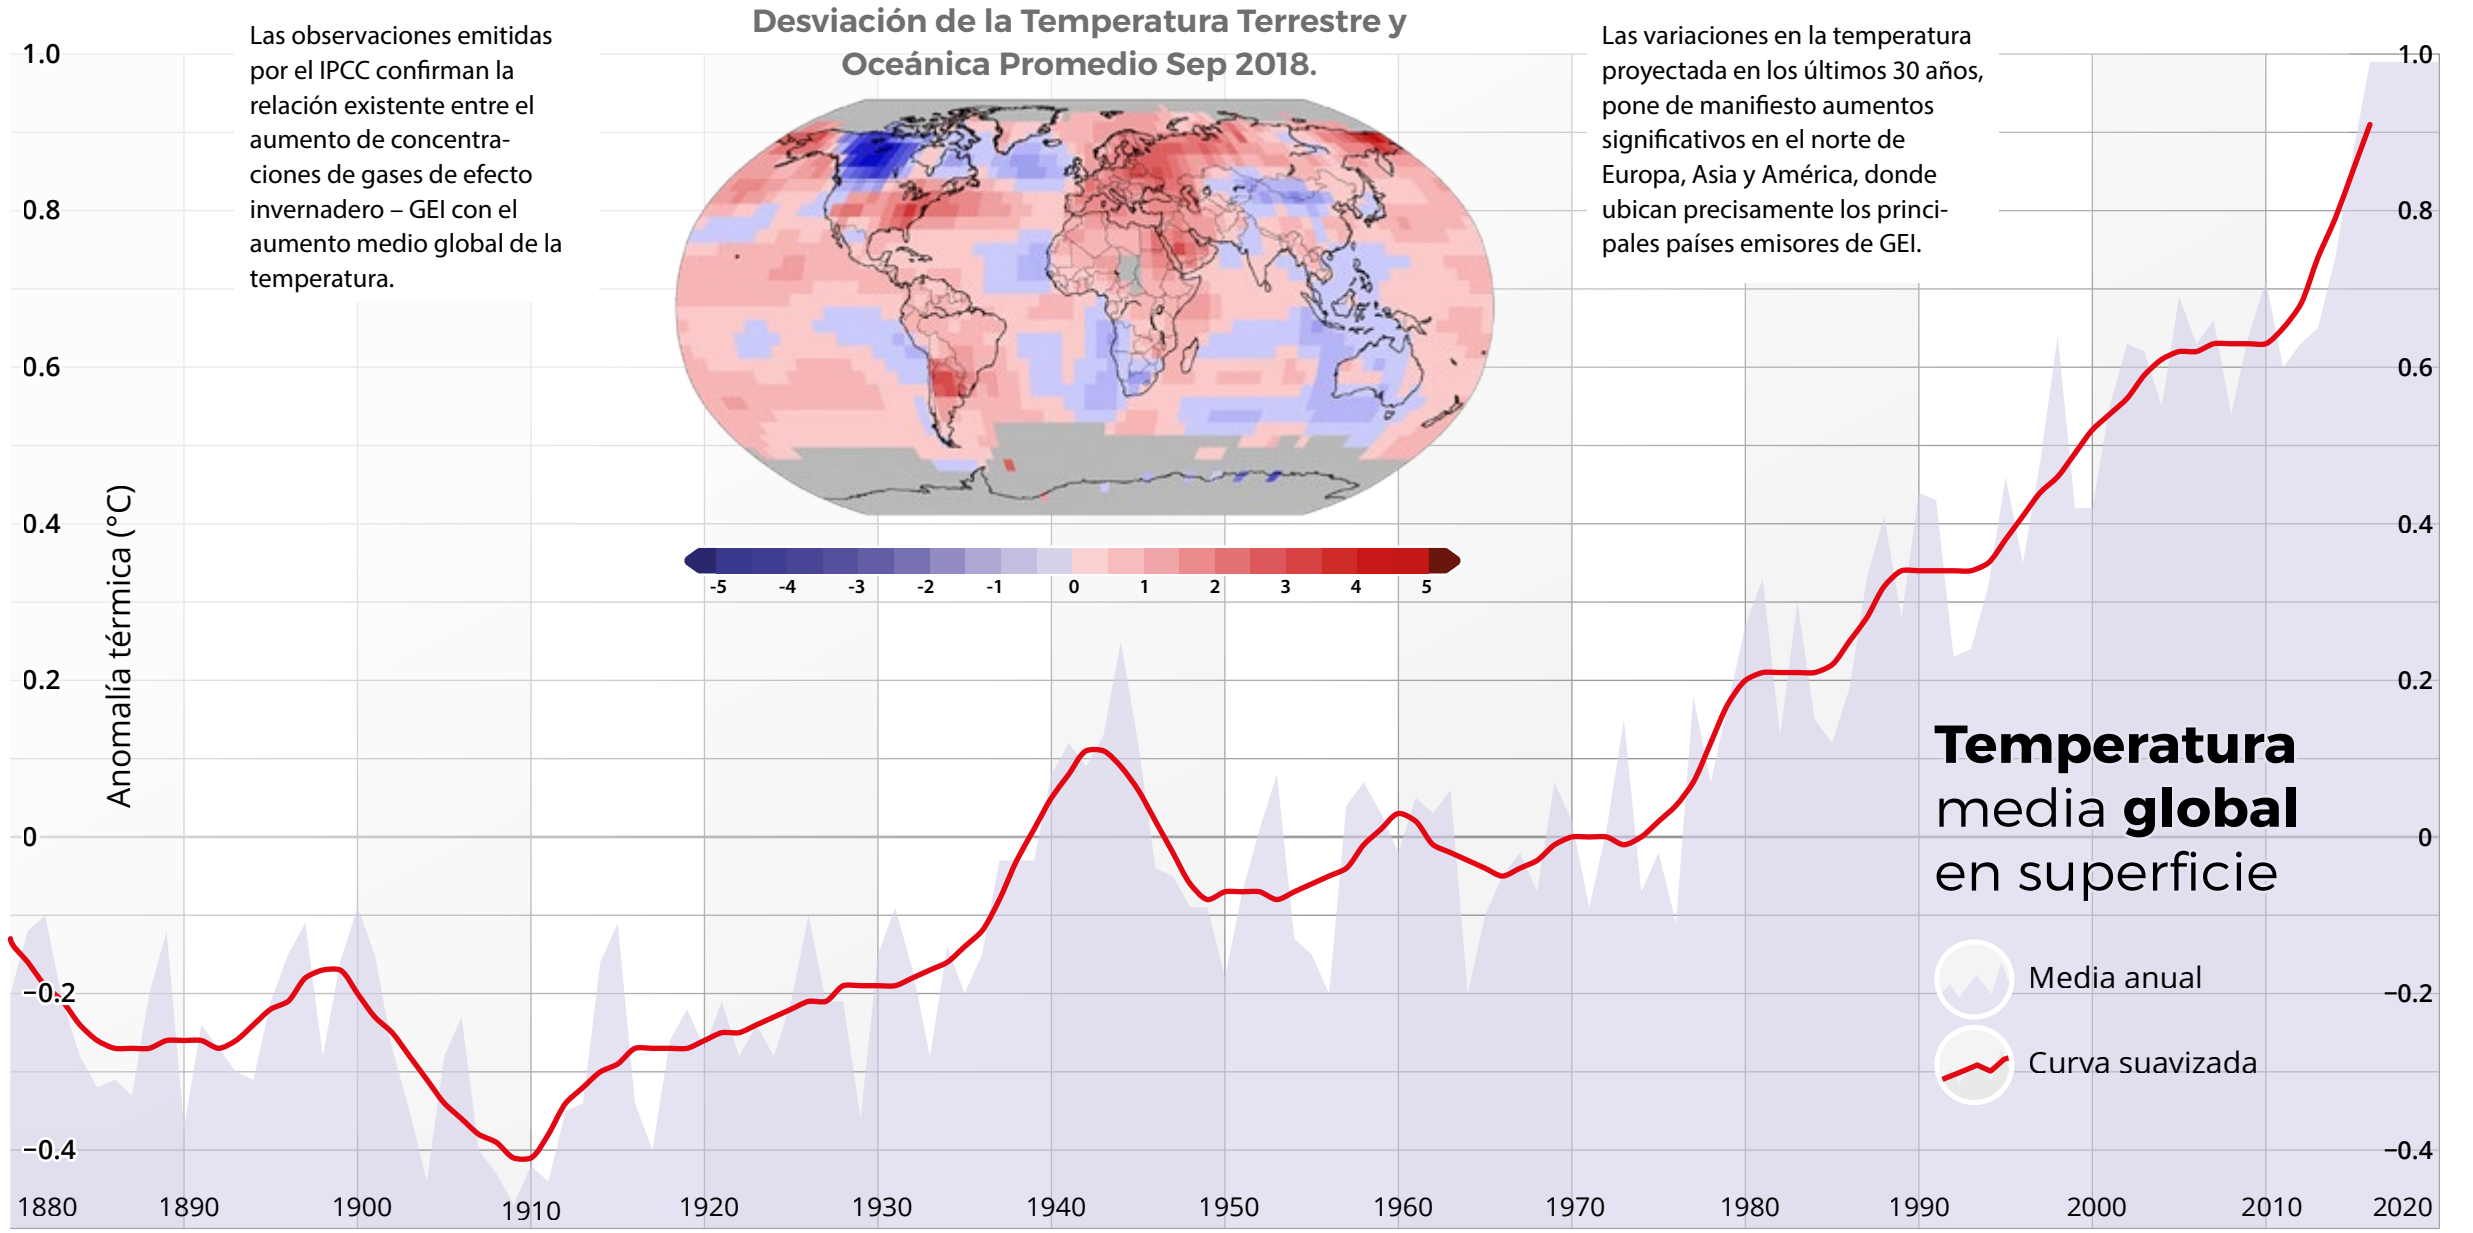 Las observaciones emitidas
por el IPCC confirman la
relación existente entre el
aumento de concentra-
ciones de gases de efecto
invernadero – GEI con el
aumento medio global de la
temperatura.
Desviación de la Temperatura Terrestre y
Oceánica Promedio Sep 2018.
Las variaciones en la temperatura
proyectada en los últimos 30 años,
pone de manifiesto aumentos
significativos en el norte de
Europa, Asia y América, donde
ubican precisamente los princi-
pales países emisores de GEI.
1.0
0.8
0.6
0.4
0.2
0
−0.2
−0.4
Anomalía térmica (°C)
-5 -4 -3 -2 -1 0 1 2 3 4 5
1.0
0.8
0.6
0.4
0.2
0
−0.2
−0.4
Temperatura
media global
en superficie
Media anual
Curva suavizada
1880 1890 1900 1910 1920 1930 1940 1950 1960 1970 1980 1990 2000 2010 2020